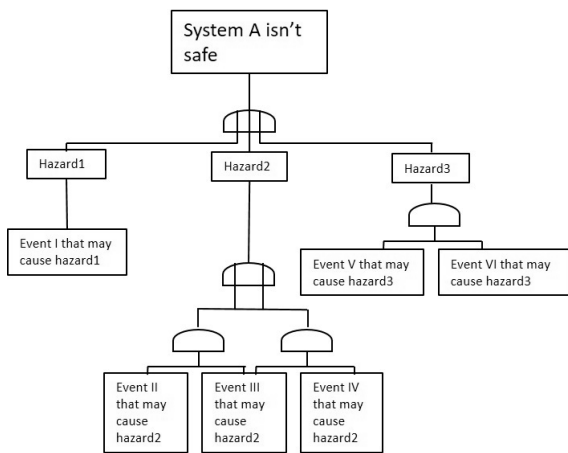 System A isn't
safe
Hazard1
Hazard2
Hazard3
Event I that may
cause hazard1
Event V that may
cause hazard3
Event VI that may
cause hazard3
Event II
that may
cause
hazard2
Event III
that may
cause
hazard2
Event IV
that may
cause
hazard2